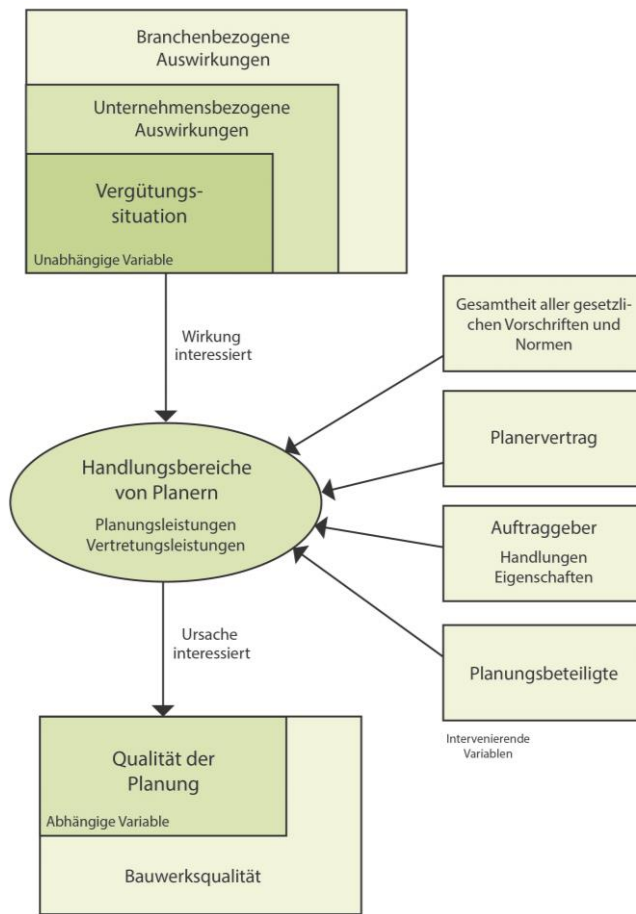 Branchenbezogene
Auswirkungen
Unternehmensbezogene
Auswirkungen
Vergütungs-
situation
Unabhängige Variable
Wirkung
interessiert
Gesamtheit aller gesetzli-
chen Vorschriften und
Normen
Planervertrag
Handlungsbereiche
von Planern
Planungsleistungen
Vertretungsleistungen
Auftraggeber
Handlungen
Eigenschaften
Ursache
interessiert
Planungsbeteiligte
Intervenierende
Variablen
Qualität der
Planung
Abhängige Variable
Bauwerksqualität